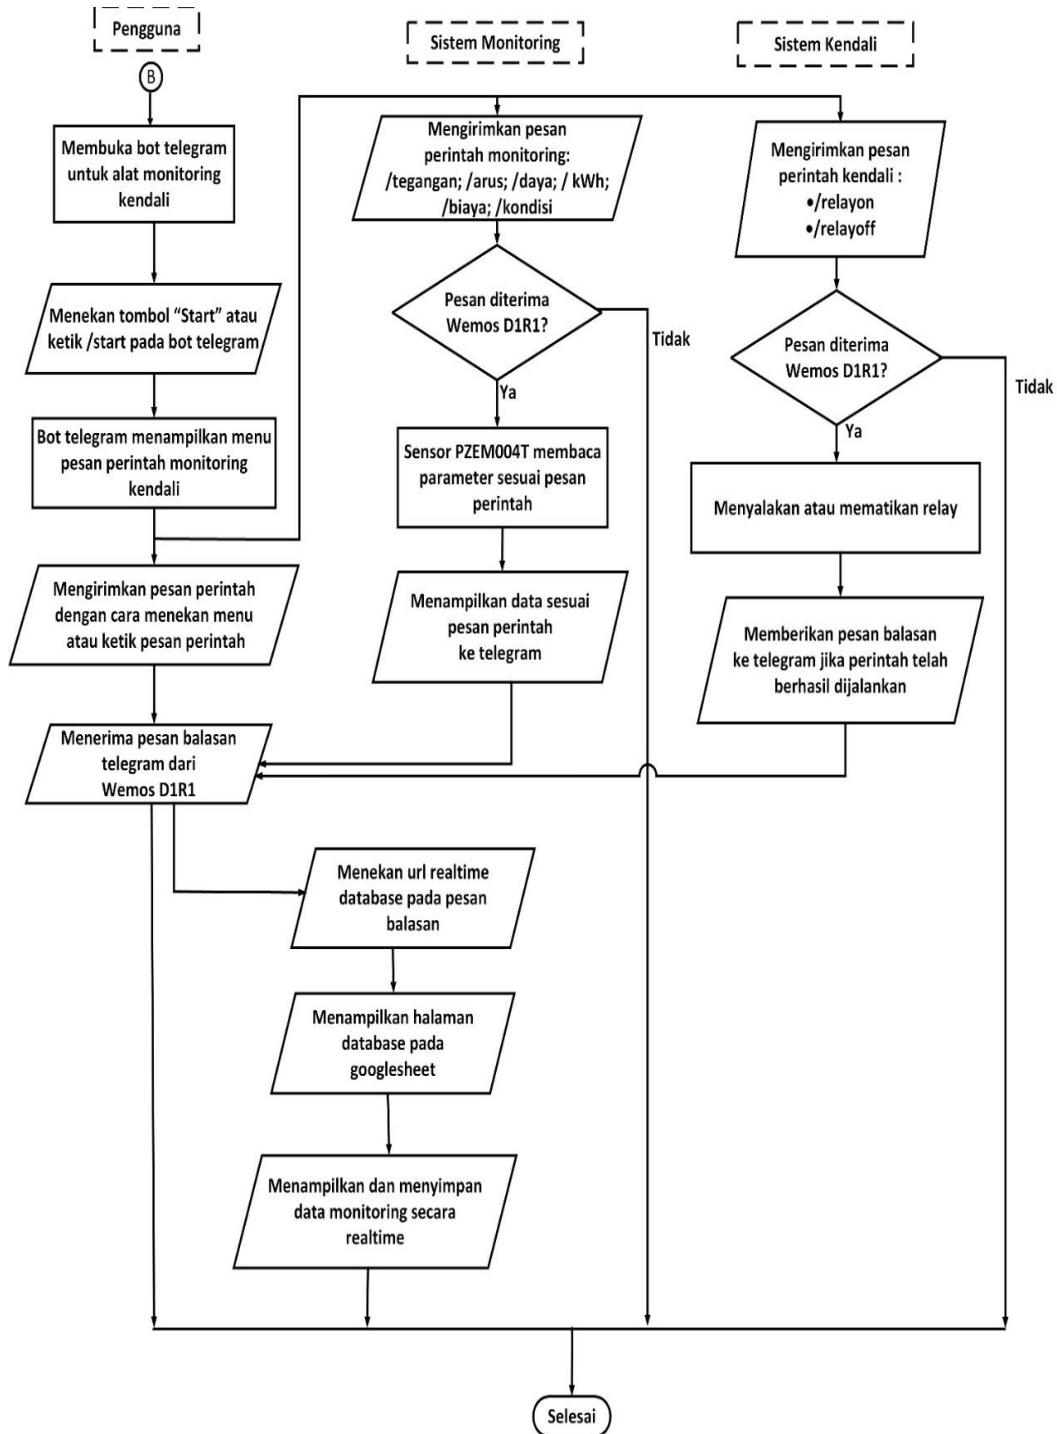 Pengguna
B
Membuka bot telegram
untuk alat monitoring
kendali
Menekan tombol “Start” atau
ketik /start pada bot telegram
Bot telegram menampilkan menu
pesan perintah monitoring
kendali
Mengirimkan pesan perintah
dengan cara menekan menu
atau ketik pesan perintah
Menerima pesan balasan
telegram dari
Wemos D1R1
Menekan url realtime
database pada pesan
balasan
Menampilkan halaman
database pada
googlesheet
Menampilkan dan menyimpan
data monitoring secara
realtime
Sistem Monitoring
Mengirimkan pesan
perintah monitoring:
/tegangan; /arus; /daya; / kWh;
/biaya; /kondisi
Pesan diterima
Wemos D1R1?
Tidak
Ya
Sensor PZEM004T membaca
parameter sesuai pesan
perintah
Menampilkan data sesuai
pesan perintah
ke telegram
Sistem Kendali
Mengirimkan pesan
perintah kendali :
•/relayon
•/relayoff
Pesan diterima
Wemos D1R1?
Tidak
Ya
Menyalakan atau mematikan relay
Memberikan pesan balasan
ke telegram jika perintah telah
berhasil dijalankan
Selesai